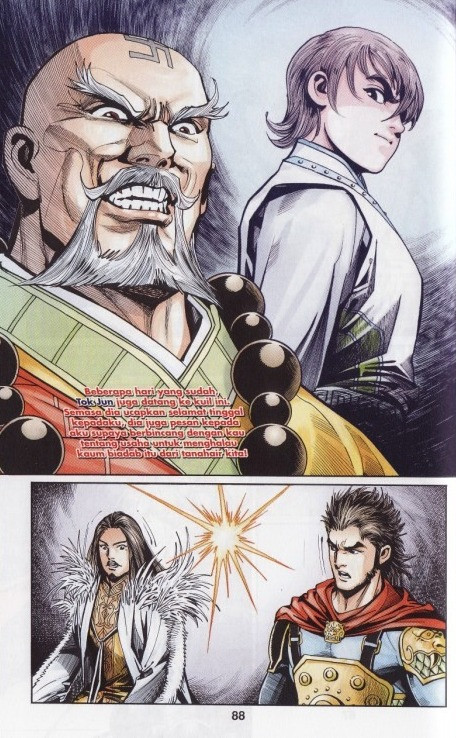 Beberapa hari yang sudah,
Tok Jun juga datang ke kuil ini.
Semasa dia ucapkan selamat tinggal
kepadaku, dia juga pesan kepada
aku supaya berbincang dengan kau
tentang usaha untuk menghalau
kaum biadab itu dari tanahair kita!
88